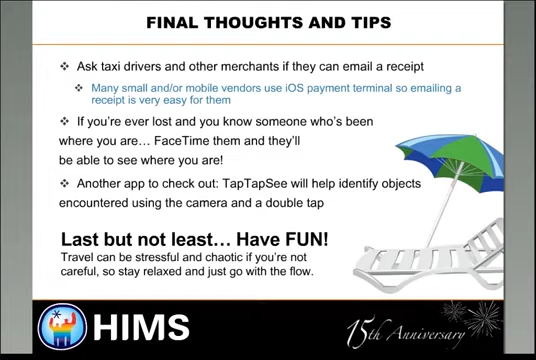 FINAL THOUGHTS AND TIPS
❖ Ask taxi drivers and other merchants if they can email a receipt
❖ Many small and/or mobile vendors use iOS payment terminal so emailing a
receipt is very easy for them
❖ If you're ever lost and you know someone who's been
where you are… FaceTime them and they'll
be able to see where you are!
❖ Another app to check out: TapTapSee will help identify objects
encountered using the camera and a double tap
Last but not least… Have FUN!
Travel can be stressful and chaotic if you're not
careful, so stay relaxed and just go with the flow.
HIMS
15th Anniversary